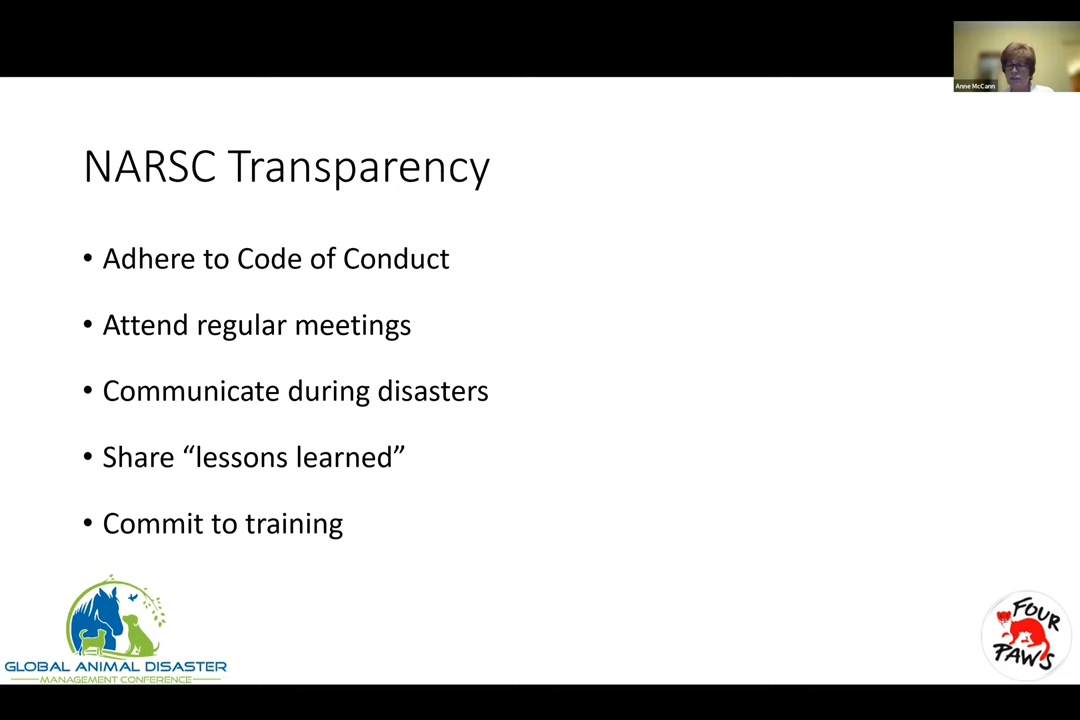 Anne McCann
NARSC Transparency
• Adhere to Code of Conduct
• Attend regular meetings
• Communicate during disasters
• Share “lessons learned”
• Commit to training
GLOBAL ANIMAL DISASTER
MANAGEMENT CONFERENCE
FOUR
PAWS